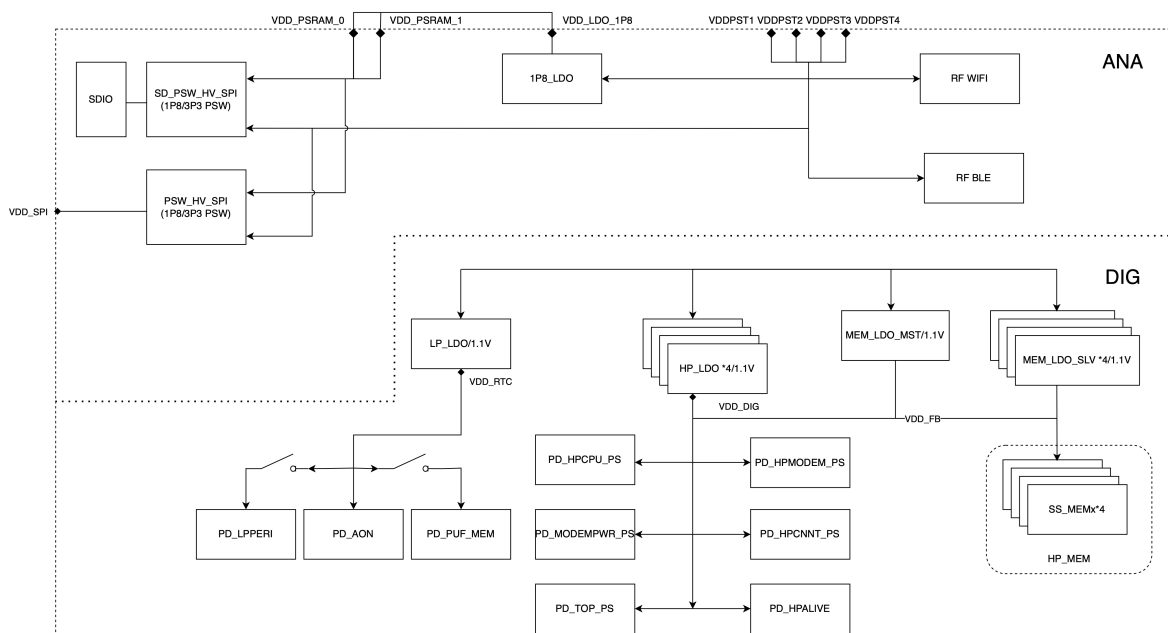 VDD_PSRAM_0
VDD_PSRAM_1
VDD_LDO_1P8
VDDPST1 VDDPST2 VDDPST3 VDDPST4
ANA
SDIO
SD_PSW_HV_SPI
(1P8/3P3 PSW)
1P8_LDO
RF WIFI
PSW_HV_SPI
(1P8/3P3 PSW)
RF BLE
VDD_SPI
DIG
LP_LDO/1.1V
HP_LDO *4/1.1V
MEM_LDO_MST/1.1V
MEM_LDO_SLV *4/1.1V
VDD_RTC
VDD_DIG
VDD_FB
PD_HPCPU_PS
PD_HPMODEM_PS
PD_LPPERI
PD_AON
PD_PUF_MEM
PD_MODEMPWR_PS
PD_HPCNNT_PS
SS_MEMx*4
HP_MEM
PD_TOP_PS
PD_HPALIVE